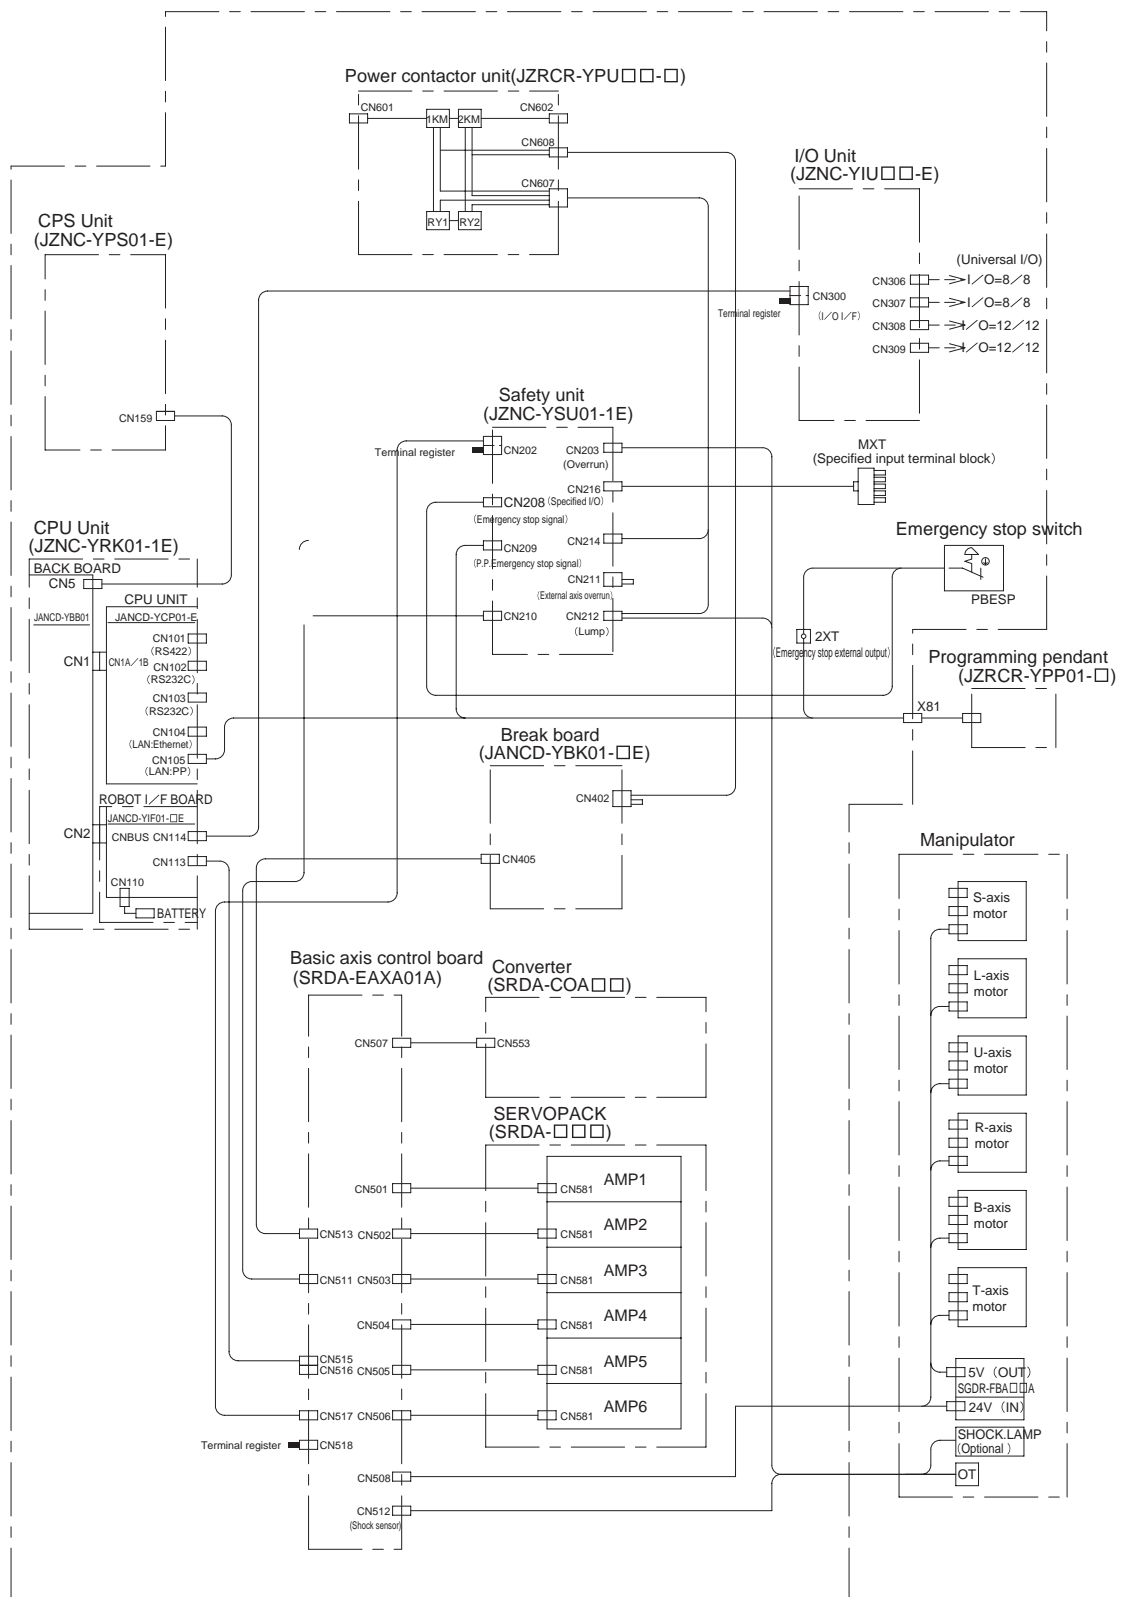 Power contactor unit(JZRCR-YPU□□-□)
CN601
1KM
2KM
CN602
CN608
CN607
RY1
RY2
I/O Unit
(JZNC-YIU□□-E)
(Universal I/O)
CN306
I／O=8／8
CN307
I／O=8／8
CN308
I／O=12／12
CN309
I／O=12／12
CN300
(I／O I／F)
Terminal register
CPS Unit
(JZNC-YPS01-E)
CN159
Safety unit
(JZNC-YSU01-1E)
Terminal register
CN202
CN203
(Overrun)
CN216
CN208
(Specified I/O)
(Emergency stop signal)
CN209
CN214
(P.P.Emergency stop signal)
CN211
(External axis overrun)
CN210
CN212
(Lump)
MXT
(Specified input terminal block)
Emergency stop switch
PBESP
2XT
(Emergency stop external output)
Programming pendant
(JZRCR-YPP01-□)
X81
CPU Unit
(JZNC-YRK01-1E)
BACK BOARD
CN5
CPU UNIT
JANCD-YBB01
JANCD-YCP01-E
CN101
(RS422)
CN1
CN1A／1B
CN102
(RS232C)
CN103
(RS232C)
CN104
(LAN:Ethernet)
CN105
(LAN:PP)
ROBOT I／F BOARD
JANCD-YIF01-□E
CN2
CNBUS CN114
CN113
CN110
BATTERY
Break board
(JANCD-YBK01-□E)
CN402
CN405
Manipulator
S-axis
motor
L-axis
motor
U-axis
motor
R-axis
motor
B-axis
motor
T-axis
motor
5V (OUT)
SGDR-FBA□□A
24V (IN)
SHOCK.LAMP
(Optional )
OT
Basic axis control board
(SRDA-EAXA01A)
Converter
(SRDA-COA□□)
CN507
CN553
SERVOPACK
(SRDA-□□□)
CN501
CN581
AMP1
CN513
CN502
CN581
AMP2
CN511
CN503
CN581
AMP3
CN504
CN581
AMP4
CN515
CN516
CN505
CN581
AMP5
CN517
CN506
CN581
AMP6
Terminal register
CN518
CN508
CN512
(Shock sensor)